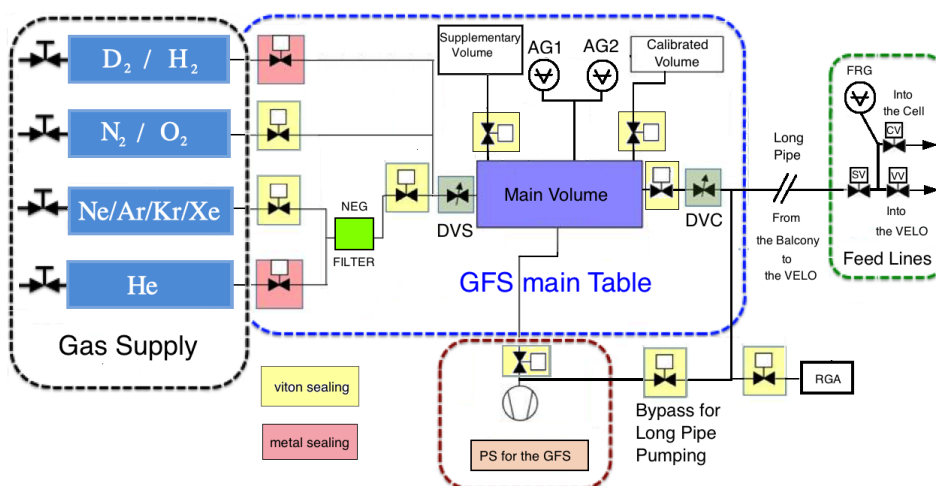 D2 / H2
N2 / O2
Ne/Ar/Kr/Xe
He
Gas Supply
Supplementary
Volume
AG1
AG2
Calibrated
Volume
NEG
FILTER
DVS
Main Volume
DVC
GFS main Table
Long
Pipe
From
the Balcony
to
the VELO
FRG
Into
the Cell
CV
SV
VV
Into
the VELO
Feed Lines
viton sealing
metal sealing
PS for the GFS
Bypass for
Long Pipe
Pumping
RGA